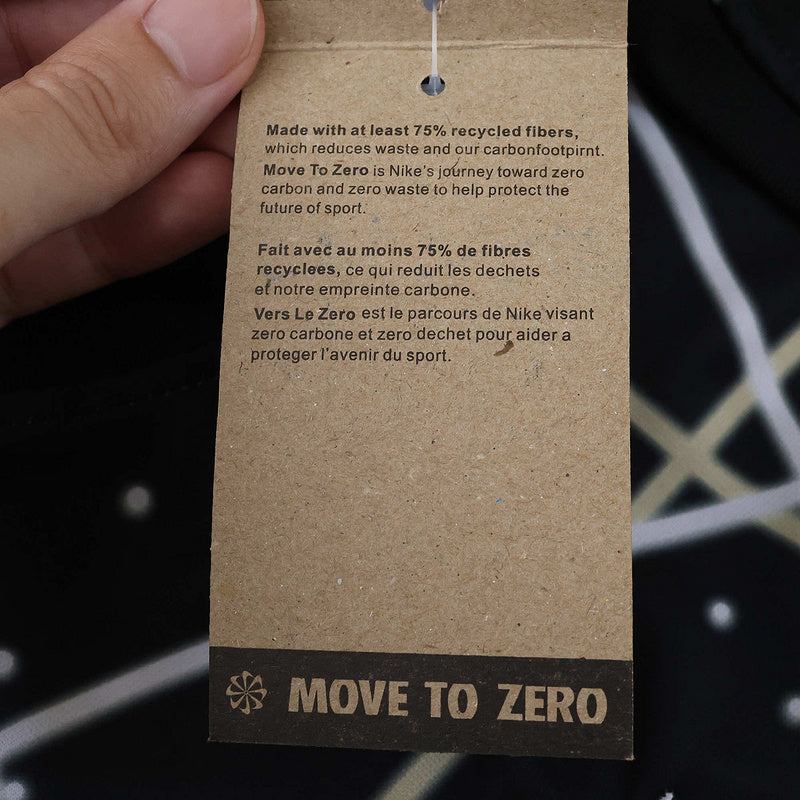 Made with at least 75% recycled fibers,
which reduces waste and our carbonfootpirnt.
Move To Zero is Nike's journey toward zero
carbon and zero waste to help protect the
future of sport.
Fait avec au moins 75% de fibres
recyclees, ce qui reduit les dechets
et notre empreinte carbone.
Vers Le Zero est le parcours de Nike visant
zero carbone et zero dechet pour aider a
proteger l'avenir du sport.
MOVE TO ZERO